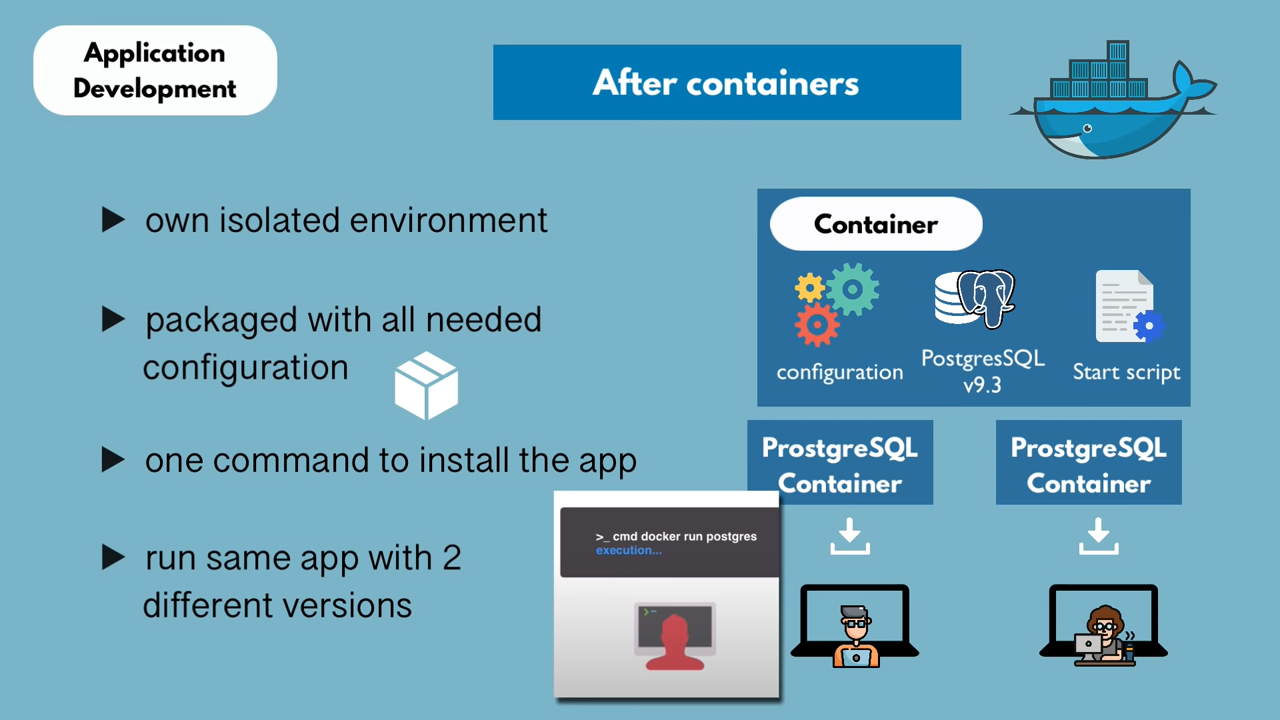 Application
Development
After containers
▶ own isolated environment
▶ packaged with all needed
configuration
▶ one command to install the app
▶ run same app with 2
different versions
Container
configuration
PostgresSQL
v9.3
Start script
ProstgreSQL
Container
ProstgreSQL
Container
>_ cmd docker run postgres
execution...